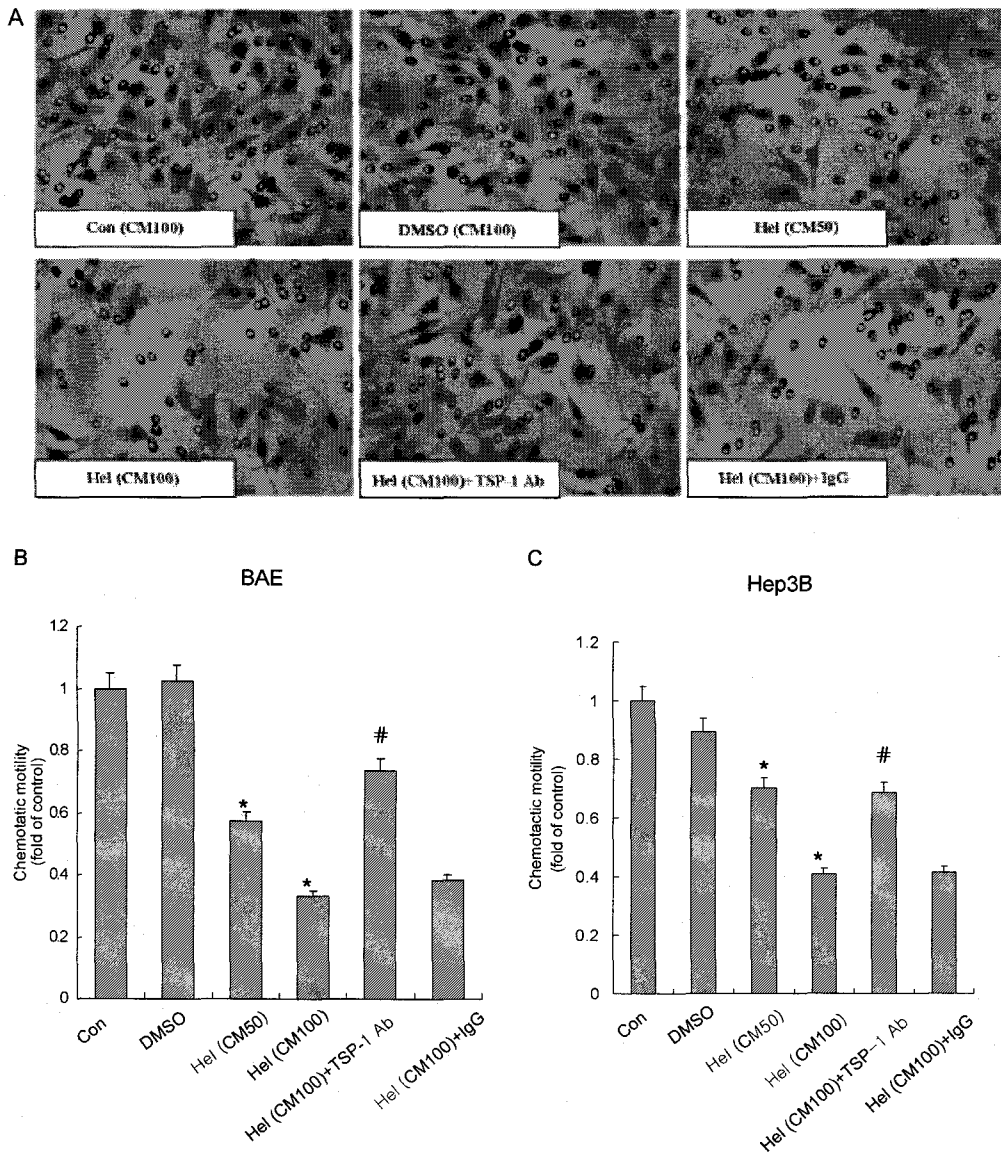 A
Con (CM100)
DMSO (CM100)
Hel (CM50)
Hel (CM100)
Hel (CM100)+TSP-1 Ab
Hel (CM100)+IgG
B
BAE
Chemotatic motility
(fold of control)
1.2
1
0.8
0.6
0.4
0.2
0
*
*
#
Con
DMSO
Hel (CM50)
Hel (CM100)
Hel (CM100)+TSP-1 Ab
Hel (CM100)+IgG
C
Hep3B
Chemotactic motility
(fold of control)
1.2
1
0.8
0.6
0.4
0.2
0
*
*
#
Con
DMSO
Hel (CM50)
Hel (CM100)
Hel (CM100)+TSP-1 Ab
Hel (CM100)+IgG